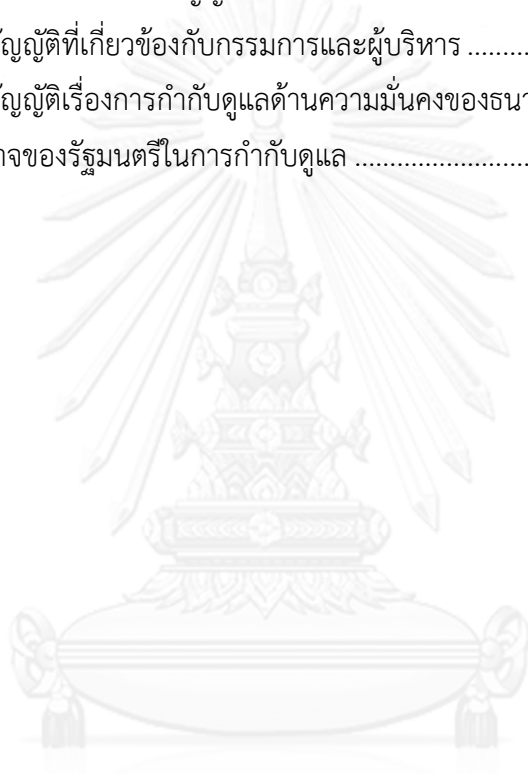 ัญญัติที่เกี่ยวข้องกับกรรมการและผู้บริหาร ..........
ัญญัติเรื่องการกำกับดูแลด้านความมั่นคงของธนา
าจของรัฐมนตรีในการกำกับดูแล ........................